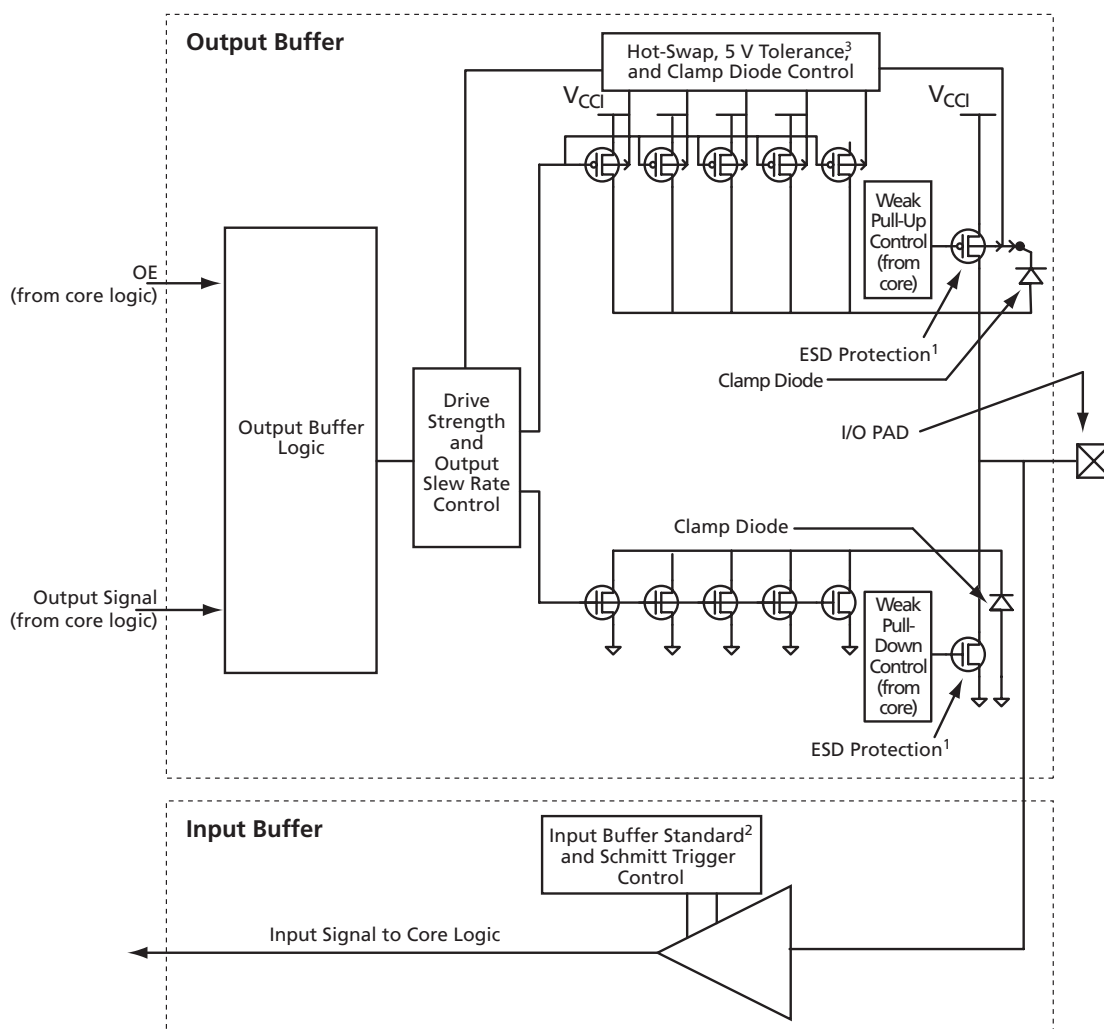 Output Buffer
Hot-Swap, 5 V Tolerance,³
and Clamp Diode Control
VCCI
VCCI
Weak
Pull-Up
Control
(from
core)
OE
(from core logic)
ESD Protection¹
Clamp Diode
Drive
Strength
and
Output
Slew Rate
Control
Output Buffer
Logic
I/O PAD
Clamp Diode
Output Signal
(from core logic)
Weak
Pull-
Down
Control
(from
core)
ESD Protection¹
Input Buffer
Input Buffer Standard²
and Schmitt Trigger
Control
Input Signal to Core Logic